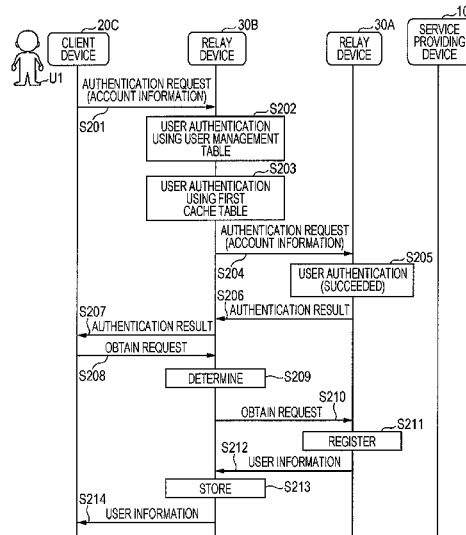 20C
30B
30A
10
CLIENT
DEVICE
RELAY
DEVICE
RELAY
DEVICE
SERVICE
PROVIDING
DEVICE
U1
AUTHENTICATION REQUEST
(ACCOUNT INFORMATION)
S201
S202
USER AUTHENTICATION
USING USER MANAGEMENT
TABLE
S203
USER AUTHENTICATION
USING FIRST
CACHE TABLE
AUTHENTICATION REQUEST
(ACCOUNT INFORMATION)
S204
S205
USER AUTHENTICATION
(SUCCEEDED)
S206
AUTHENTICATION RESULT
S207
AUTHENTICATION RESULT
OBTAIN REQUEST
S208
DETERMINE
S209
S210
OBTAIN REQUEST
S211
REGISTER
S212
USER INFORMATION
STORE
S213
S214
USER INFORMATION